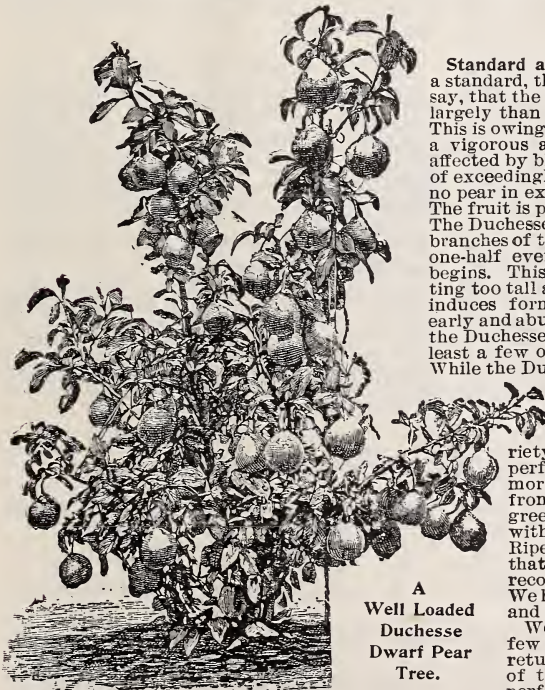 Standard a
a standard, th
say, that the
largely than
This is owing
a vigorous a
affected by b
of exceedingl
no pear in ex
The fruit is p
The Duchesse
branches of t
one-half ever
begins. This
ting too tall a
induces form
early and abu
the Duchesse
least a few o
While the Du
riety
perf
mor
from
gree
with
Ripe
that
reco
We h
and
We
few
retu
of t
A
Well Loaded
Duchesse
Dwarf Pear
Tree.